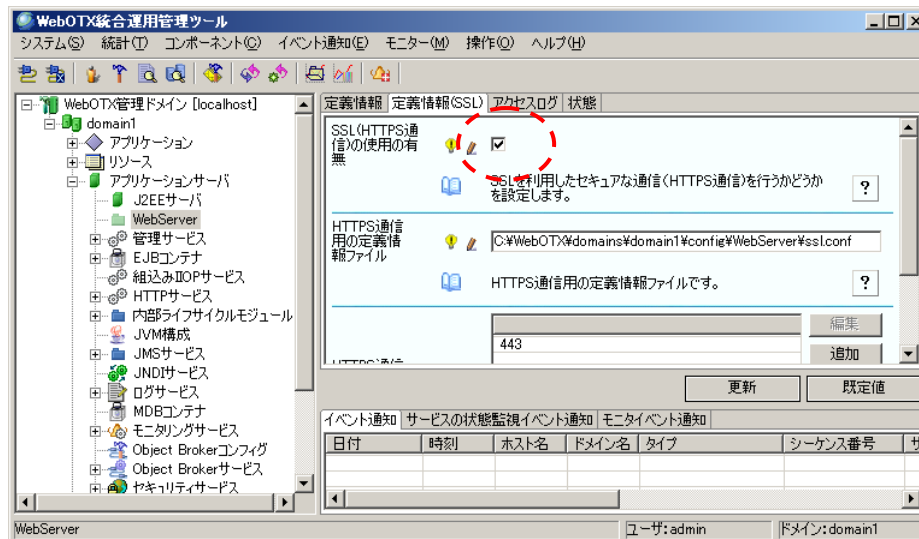 WebOTX統合運用管理ツール
システム(S) 統計(T) コンポーネント(C) イベント通知(E) モニター(M) 操作(O) ヘルプ(H)
WebOTX管理ドメイン [localhost]
domain1
アプリケーション
リソース
アプリケーションサーバ
J2EEサーバ
WebServer
管理サービス
EJBコンテナ
組込みIIOPサービス
HTTPサービス
内部ライフサイクルモジュール
JVM構成
JMSサービス
JNDIサービス
ログサービス
MDBコンテナ
モニタリングサービス
Object Brokerコンフィグ
Object Brokerサービス
セキュリティサービス
定義情報 定義情報(SSL) アクセスログ 状態
SSL(HTTPS通
信)の使用の有
無
SSLを利用したセキュアな通信(HTTPS通信)を行うかどうか
を設定します。
?
HTTPS通信
用の定義情
報ファイル
C:¥WebOTX¥domains¥domain1¥config¥WebServer¥ssl.conf
HTTPS通信用の定義情報ファイルです。
?
編集
443
追加
HTTPS通信
更新 既定値
イベント通知 サービスの状態監視イベント通知 モニタイベント通知
日付 時刻 ホスト名 ドメイン名 タイプ シーケンス番号 サ
WebServer
ユーザ:admin
ドメイン:domain1